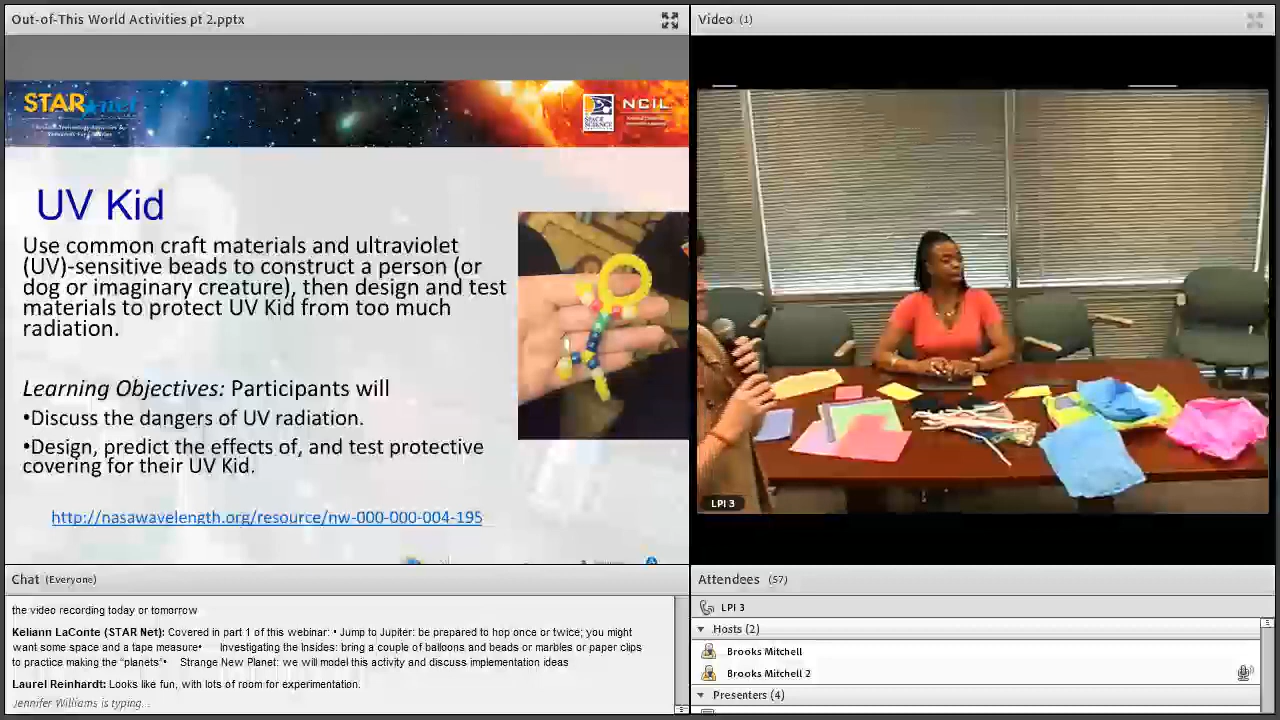 Out-of-This World Activities pt 2.pptx
STAR net
SPACE
SCIENCE
NCIL
UV Kid
Use common craft materials and ultraviolet
(UV)-sensitive beads to construct a person (or
dog or imaginary creature), then design and test
materials to protect UV Kid from too much
radiation.
Learning Objectives: Participants will
•Discuss the dangers of UV radiation.
•Design, predict the effects of, and test protective
covering for their UV Kid.
http://nasawavelength.org/resource/nw-000-000-004-195
Video (1)
LPI 3
Chat (Everyone)
the video recording today or tomorrow
Keliann LaConte (STAR Net): Covered in part 1 of this webinar: • Jump to Jupiter: be prepared to hop once or twice; you might
want some space and a tape measure• Investigating the Insides: bring a couple of balloons and beads or marbles or paper clips
to practice making the "planets"• Strange New Planet: we will model this activity and discuss implementation ideas
Laurel Reinhardt: Looks like fun, with lots of room for experimentation.
Jennifer Williams is typing...
Attendees (57)
LPI 3
Hosts (2)
Brooks Mitchell
Brooks Mitchell 2
Presenters (4)